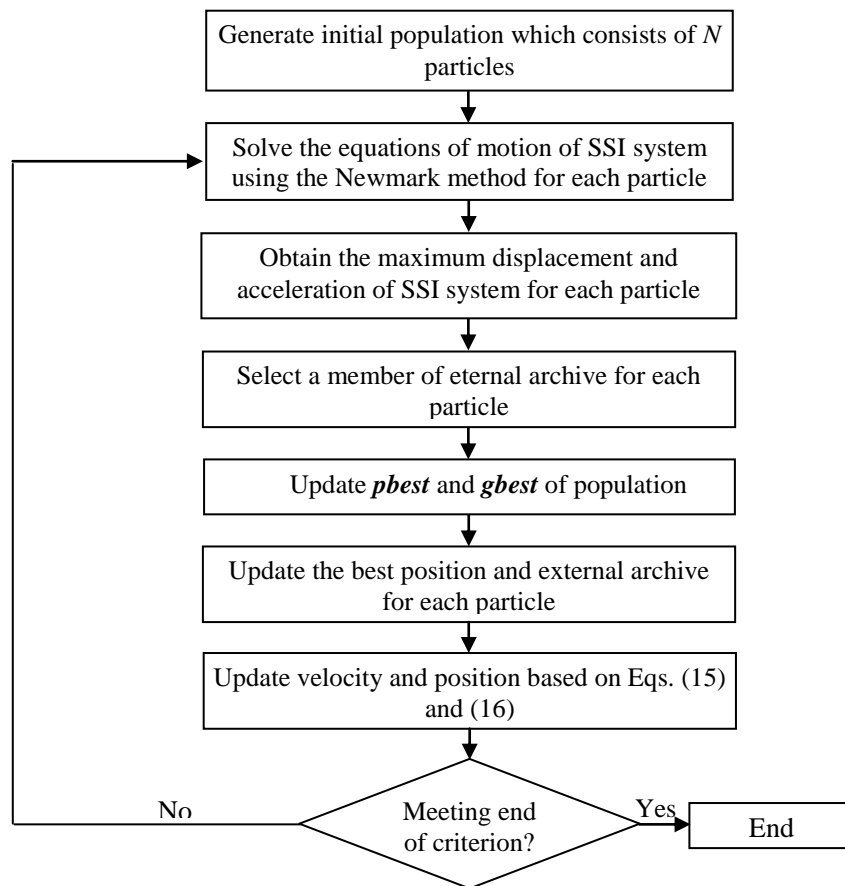 Generate initial population which consists of N
particles
Solve the equations of motion of SSI system
using the Newmark method for each particle
Obtain the maximum displacement and
acceleration of SSI system for each particle
Select a member of eternal archive for each
particle
Update pbest and gbest of population
Update the best position and external archive
for each particle
Update velocity and position based on Eqs. (15)
and (16)
No
Meeting end
of criterion?
Yes
End